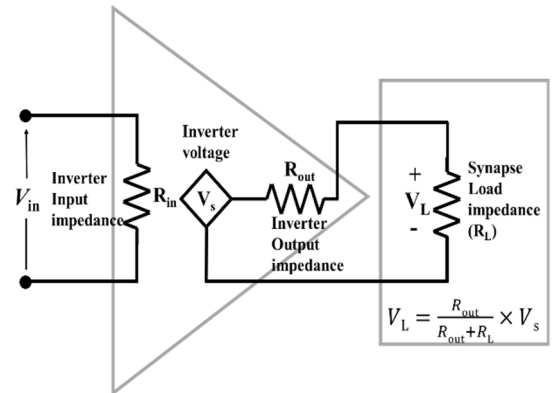 V_in
Inverter
Input
impedance
R_in
Inverter
voltage
V_s
R_out
Inverter
Output
impedance
+
V_L
-
Synapse
Load
impedance
(R_L)
V_L = R_out / (R_out+R_L) × V_s